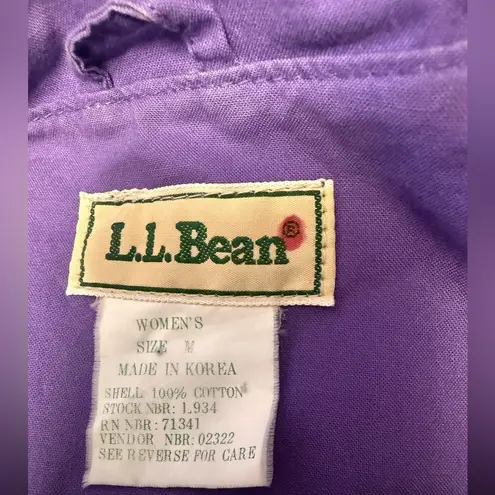 L.L.Bean®
WOMEN'S
SIZE M
MADE IN KOREA
SHELL 100% COTTON
STOCK NBR: 1.934
RN NBR: 71341
VENDOR NBR: 02322
SEE REVERSE FOR CARE